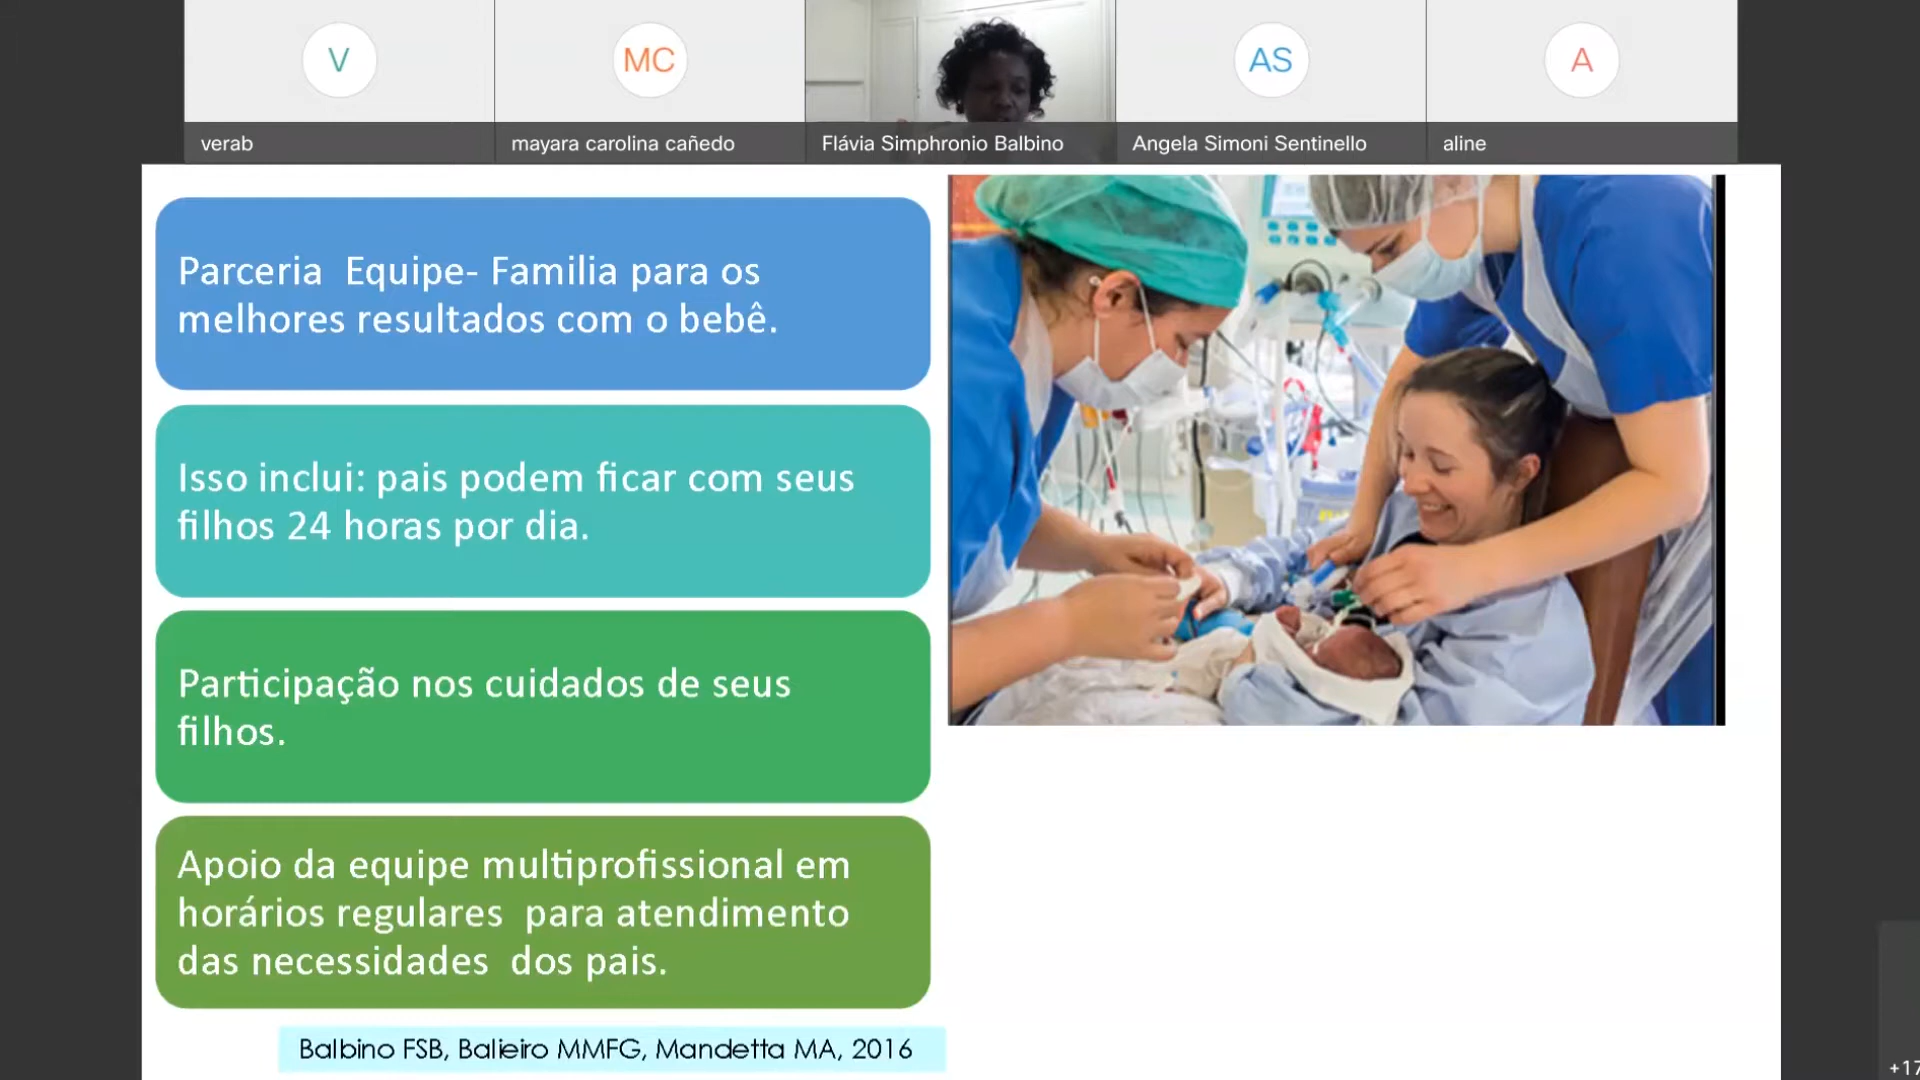 V
MC
AS
A
verab
mayara carolina cañedo
Flávia Simphronio Balbino
Angela Simoni Sentinello
aline
Parceria  Equipe- Familia para os
melhores resultados com o bebê.
Isso inclui: pais podem ficar com seus
filhos 24 horas por dia.
Participação nos cuidados de seus
filhos.
Apoio da equipe multiprofissional em
horários regulares  para atendimento
das necessidades  dos pais.
Balbino FSB, Balieiro MMFG, Mandetta MA, 2016
+17